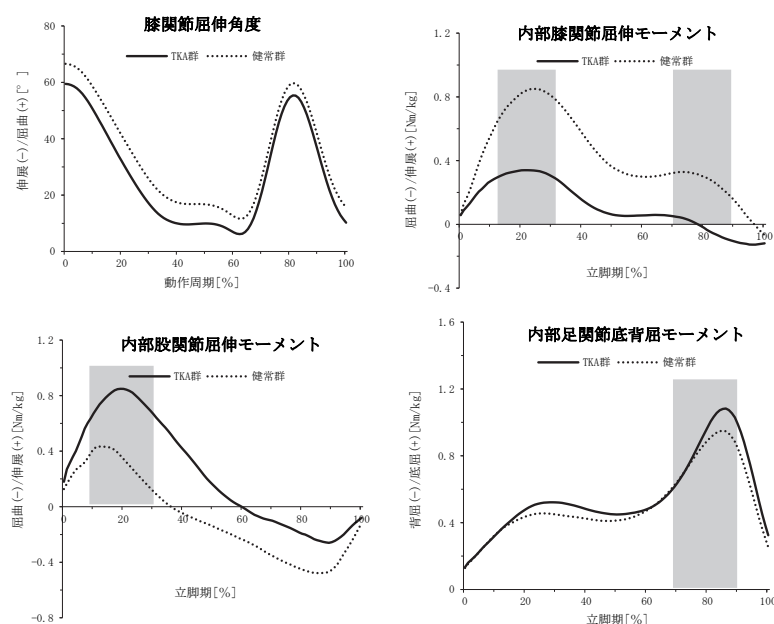 膝関節屈伸角度
80
60
40
20
0
伸展(-)/屈曲(+)[°]
TKA群 健常群
0 20 40 60 80 100
動作周期[%]
内部膝関節屈伸モーメント
1.2
0.8
0.4
0
-0.4
屈曲(-)/伸展(+)[Nm/kg]
TKA群 健常群
0 20 40 60 80 100
立脚期[%]
内部股関節屈伸モーメント
1.2
0.8
0.4
0
-0.4
-0.8
屈曲(-)/伸展(+)[Nm/kg]
TKA群 健常群
0 20 40 60 80 100
立脚期[%]
内部足関節底背屈モーメント
1.6
1.2
0.8
0.4
0
背屈(-)/底屈(+)[Nm/kg]
TKA群 健常群
0 20 40 60 80 100
立脚期[%]